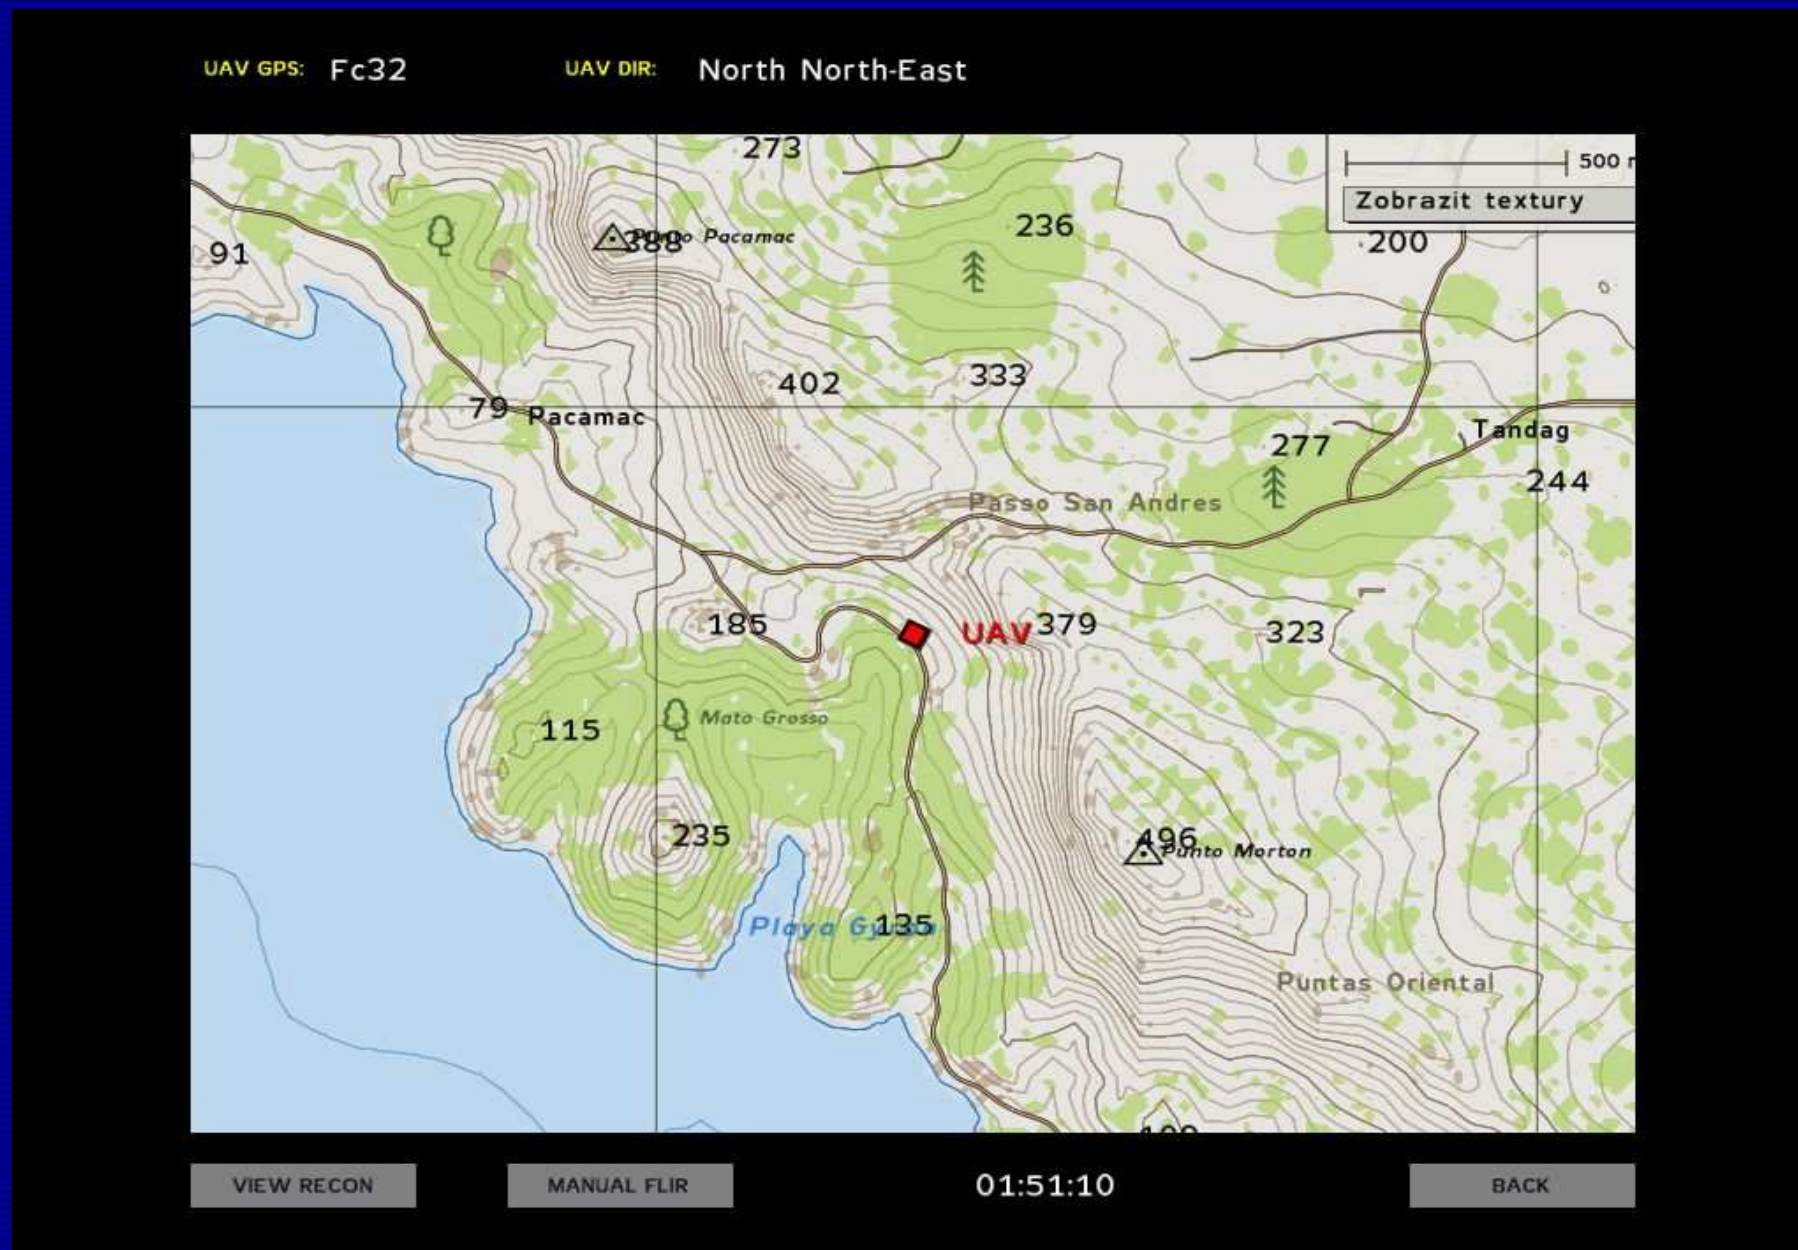 UAV GPS: Fc32 UAV DIR: North North-East
273
500
Zobrazit textury
236
388 Pacamac
200
91
402
333
79 Pacamac
277
Tandag
244
Passo San Andres
185
UAV 379
323
115
Mato Grosso
235
496
Punto Morton
Playa
135
Puntas Oriental
VIEW RECON MANUAL FLIR 01:51:10 BACK